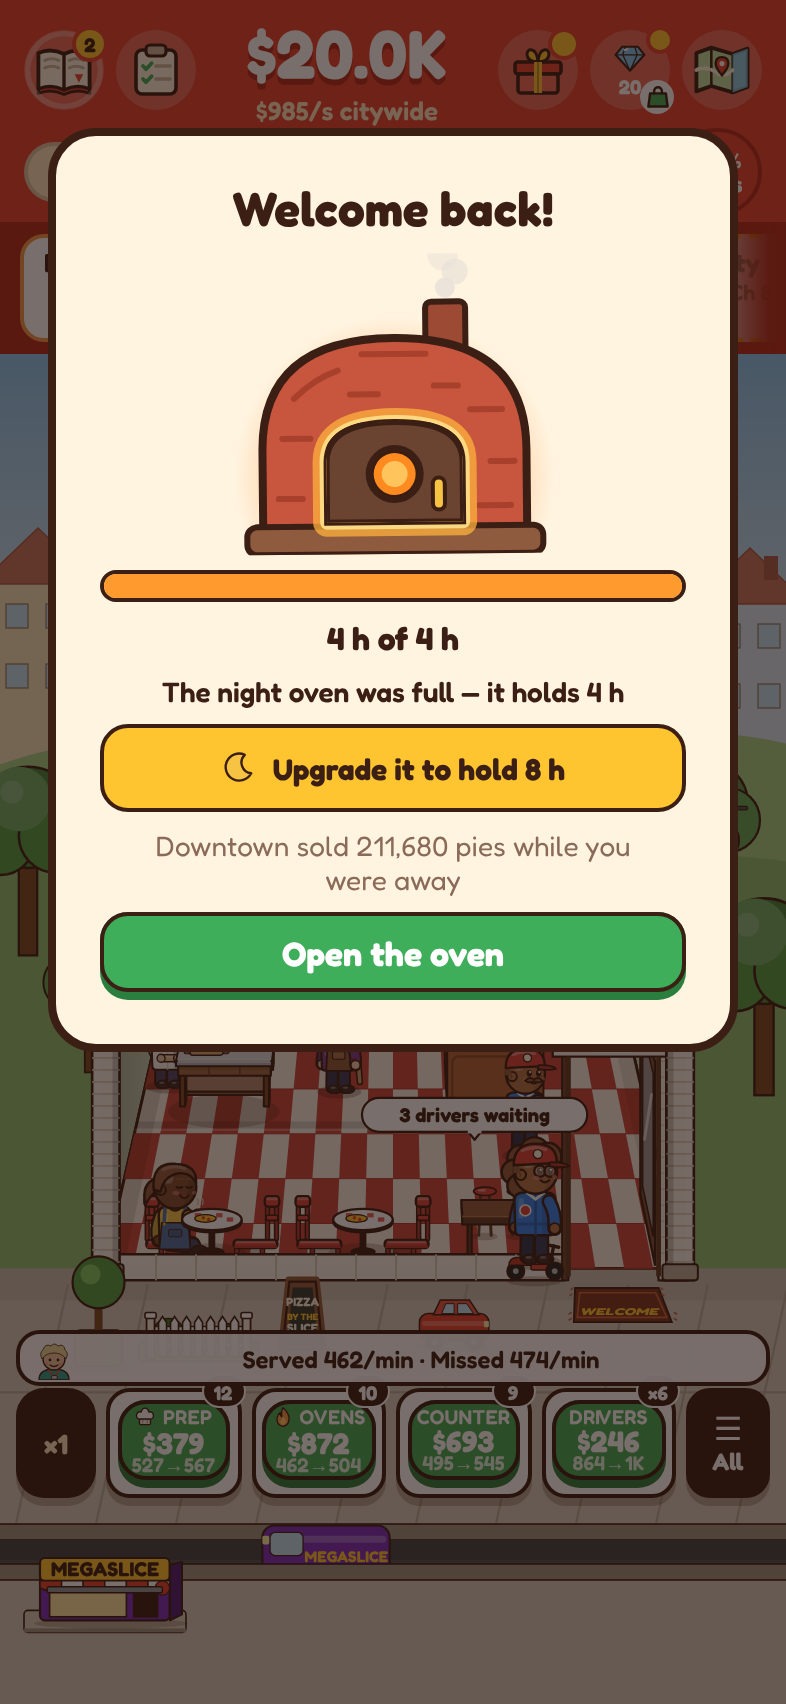 2
$20.0K
$985/s citywide
20
Welcome back!
4 h of 4 h
The night oven was full — it holds 4 h
Upgrade it to hold 8 h
Downtown sold 211,680 pies while you
were away
Open the oven
3 drivers waiting
PIZZA
BY THE
SLICE
WELCOME
Served 462/min · Missed 474/min
x1
12
PREP
$379
527→567
10
OVENS
$872
462→504
9
COUNTER
$693
495→545
x6
DRIVERS
$246
864→1K
All
MEGASLICE
MEGASLICE